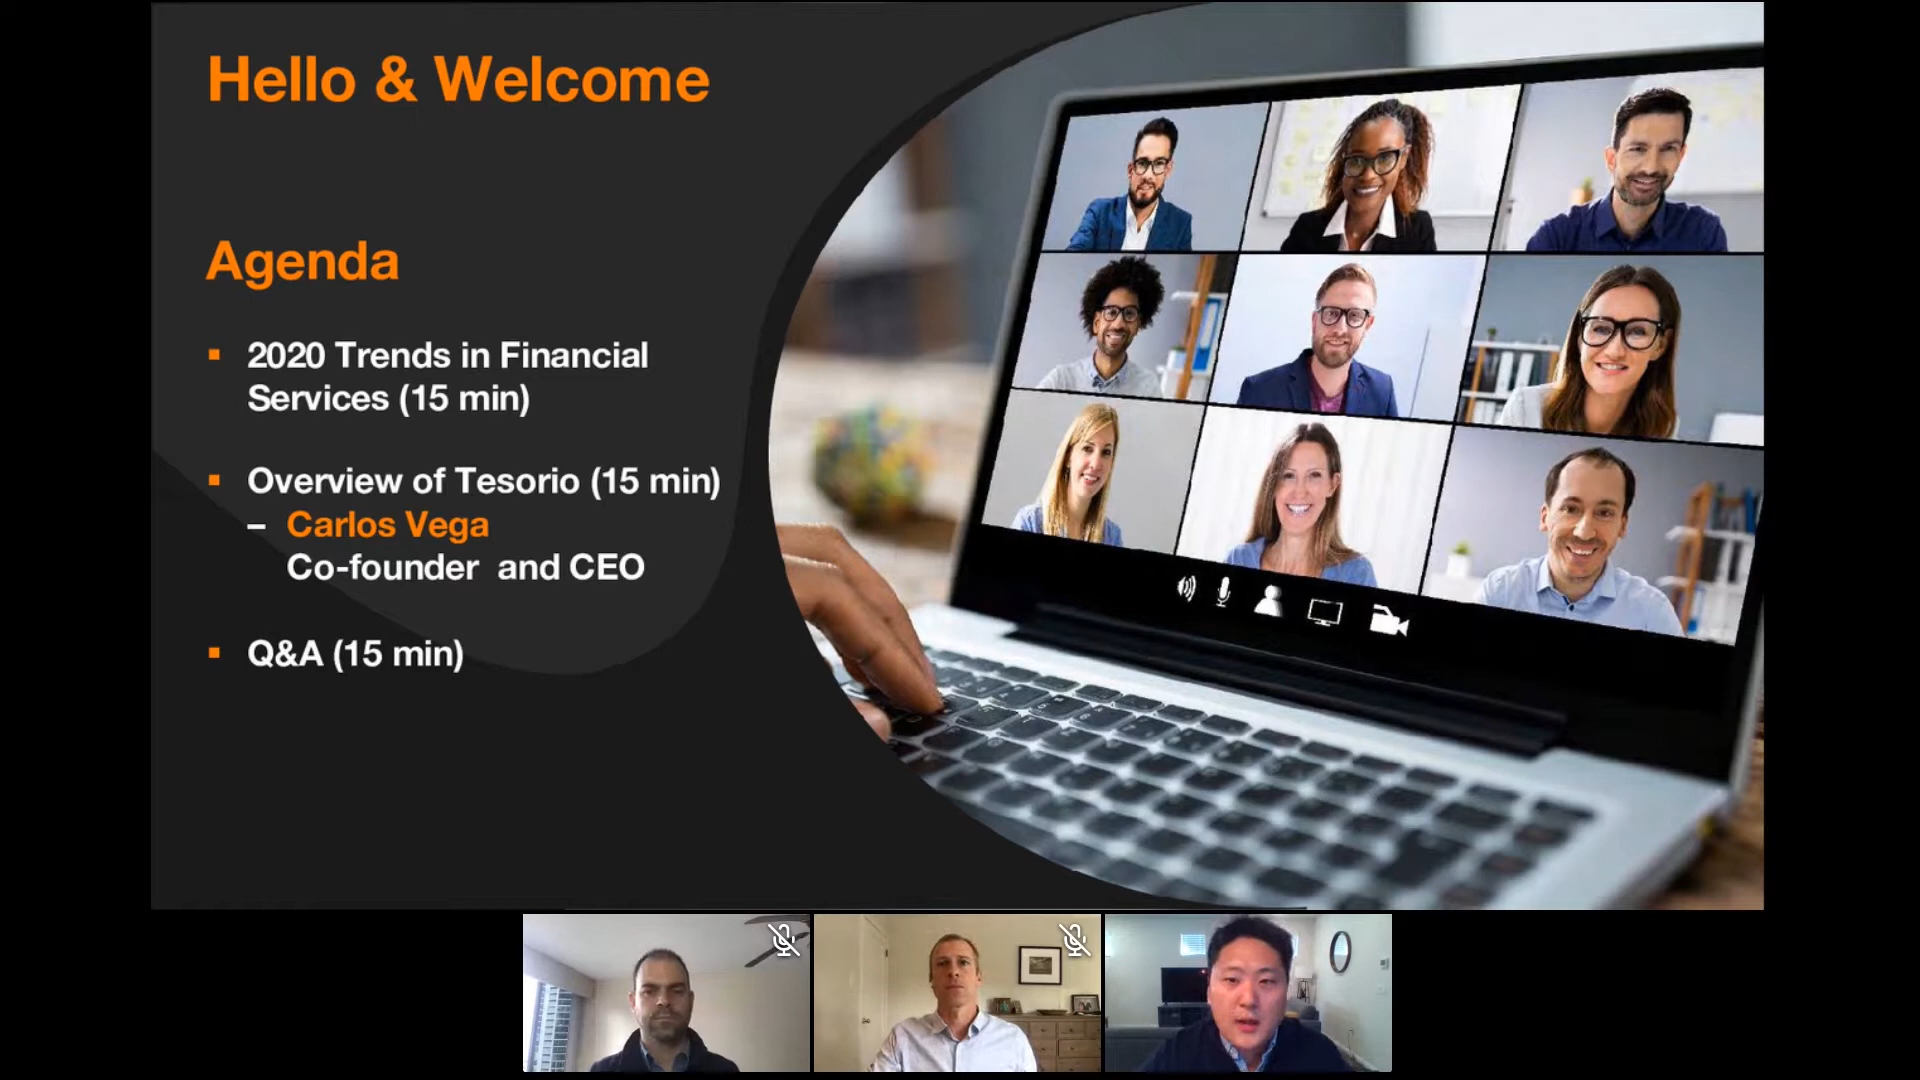 Hello & Welcome
Agenda
2020 Trends in Financial
Services (15 min)
Overview of Tesorio (15 min)
– Carlos Vega
Co-founder and CEO
Q&A (15 min)